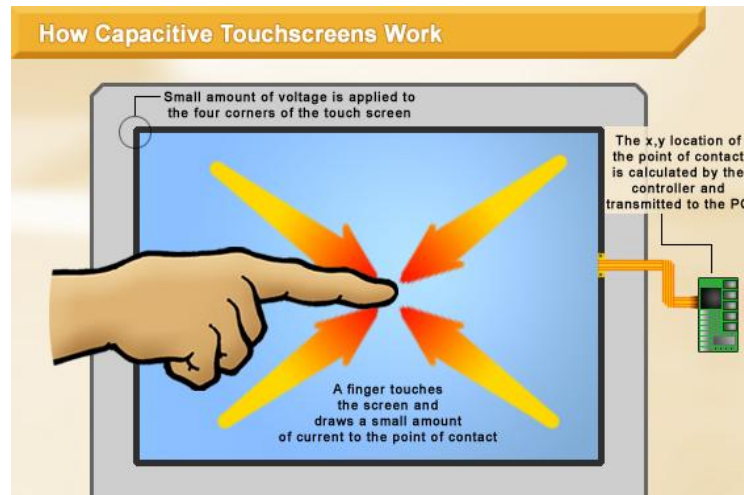 How Capacitive Touchscreens Work
Small amount of voltage is applied to
the four corners of the touch screen
The x,y location of
the point of contact
is calculated by the
controller and
transmitted to the PC
A finger touches
the screen and
draws a small amount
of current to the point of contact